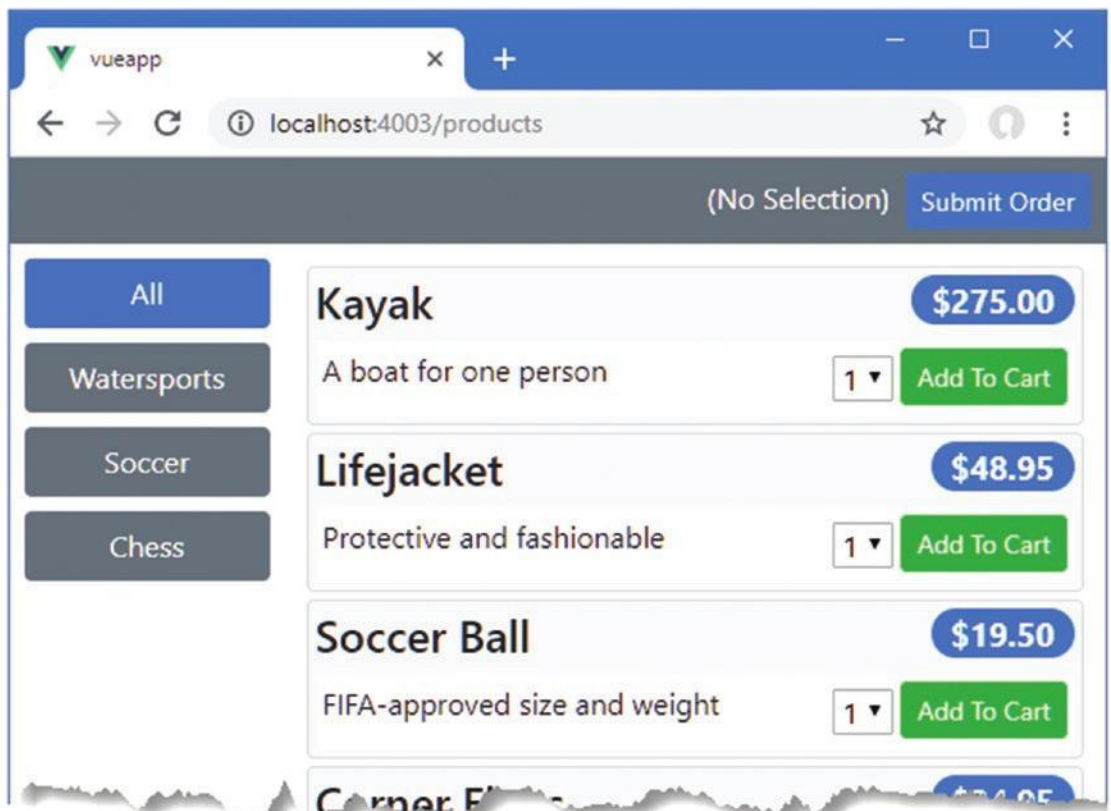 vueapp
localhost:4003/products
(No Selection) Submit Order
All
Watersports
Soccer
Chess
Kayak $275.00
A boat for one person 1 Add To Cart
Lifejacket $48.95
Protective and fashionable 1 Add To Cart
Soccer Ball $19.50
FIFA-approved size and weight 1 Add To Cart
Corner